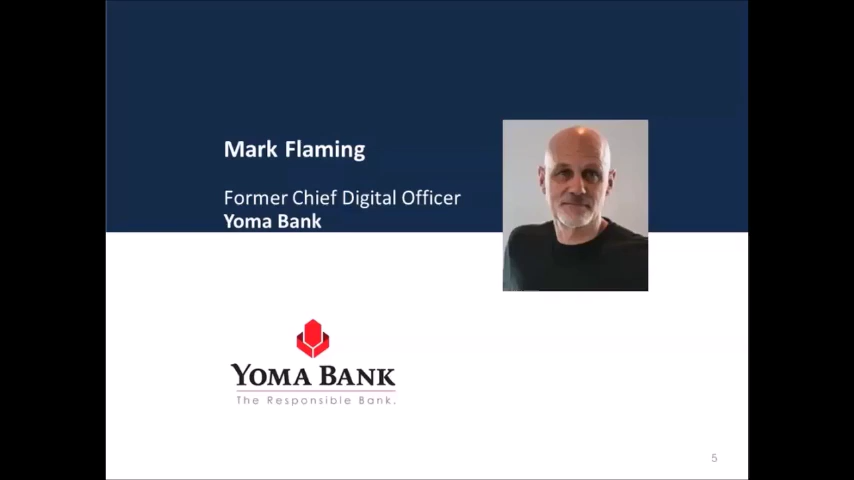 Mark Flaming
Former Chief Digital Officer
Yoma Bank
YOMA BANK
The Responsible Bank.
5